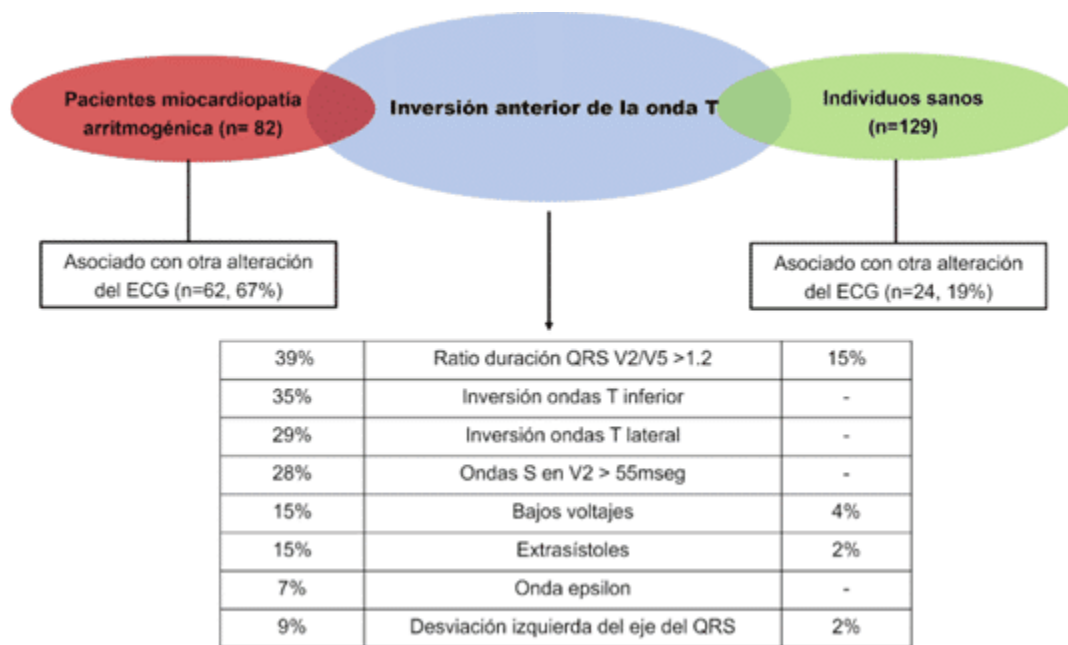 Pacientes miocardiopatía
arritmogénica (n= 82)
Inversión anterior de la onda T
Individuos sanos
(n=129)
Asociado con otra alteración
del ECG (n=62, 67%)
Asociado con otra alteración
del ECG (n=24, 19%)
39% Ratio duración QRS V2/V5 >1.2 15%
35% Inversión ondas T inferior -
29% Inversión ondas T lateral -
28% Ondas S en V2 > 55mseg -
15% Bajos voltajes 4%
15% Extrasístoles 2%
7% Onda epsilon -
9% Desviación izquierda del eje del QRS 2%